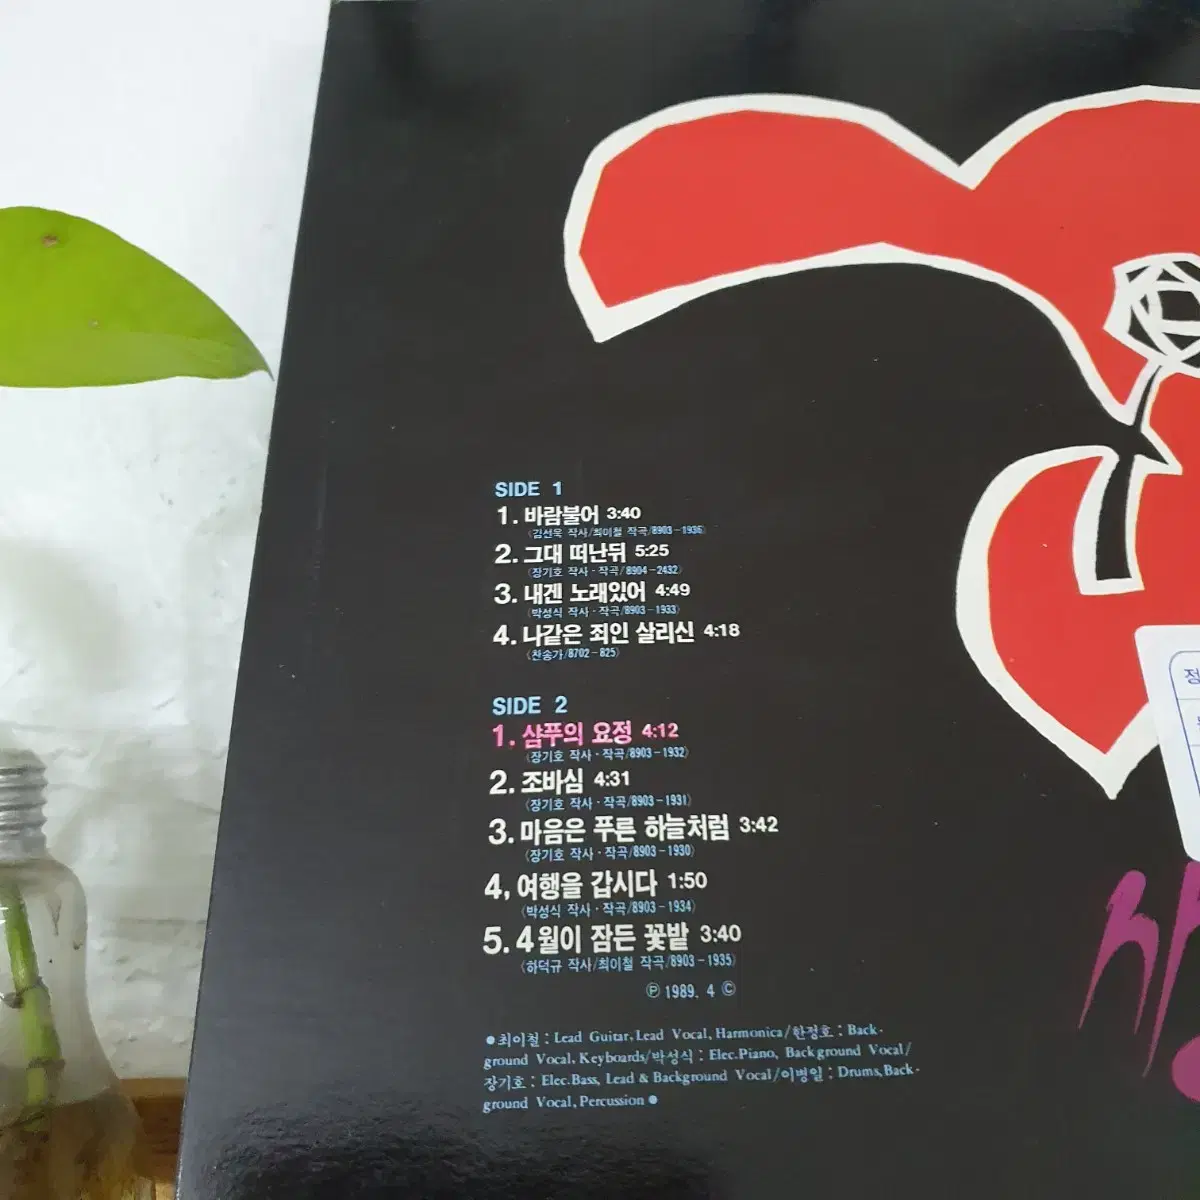 SIDE 1
1. 바람불어 3:40
〈김선욱 작사/최이철 작곡/8903-1936〉
2. 그대 떠난뒤 5:25
〈장기호 작사·작곡/8904-2432〉
3. 내겐 노래있어 4:49
〈박성식 작사·작곡/8903-1933〉
4. 나같은 죄인 살리신 4:18
〈찬송가/8702-825〉
SIDE 2
1. 샴푸의 요정 4:12
〈장기호 작사·작곡/8903-1932〉
2. 조바심 4:31
〈장기호 작사·작곡/8903-1931〉
3. 마음은 푸른 하늘처럼 3:42
〈장기호 작사·작곡/8903-1930〉
4, 여행을 갑시다 1:50
〈박성식 작사·작곡/8903-1934〉
5. 4월이 잠든 꽃밭 3:40
〈하덕규 작사/최이철 작곡/8903-1935〉
Ⓟ 1989. 4 ©
●최이철 : Lead Guitar, Lead Vocal, Harmonica/한정호 : Back-
ground Vocal, Keyboards/박성식 : Elec.Piano, Background Vocal/
장기호 : Elec.Bass, Lead & Background Vocal/이병일 : Drums, Back-
ground Vocal, Percussion ●